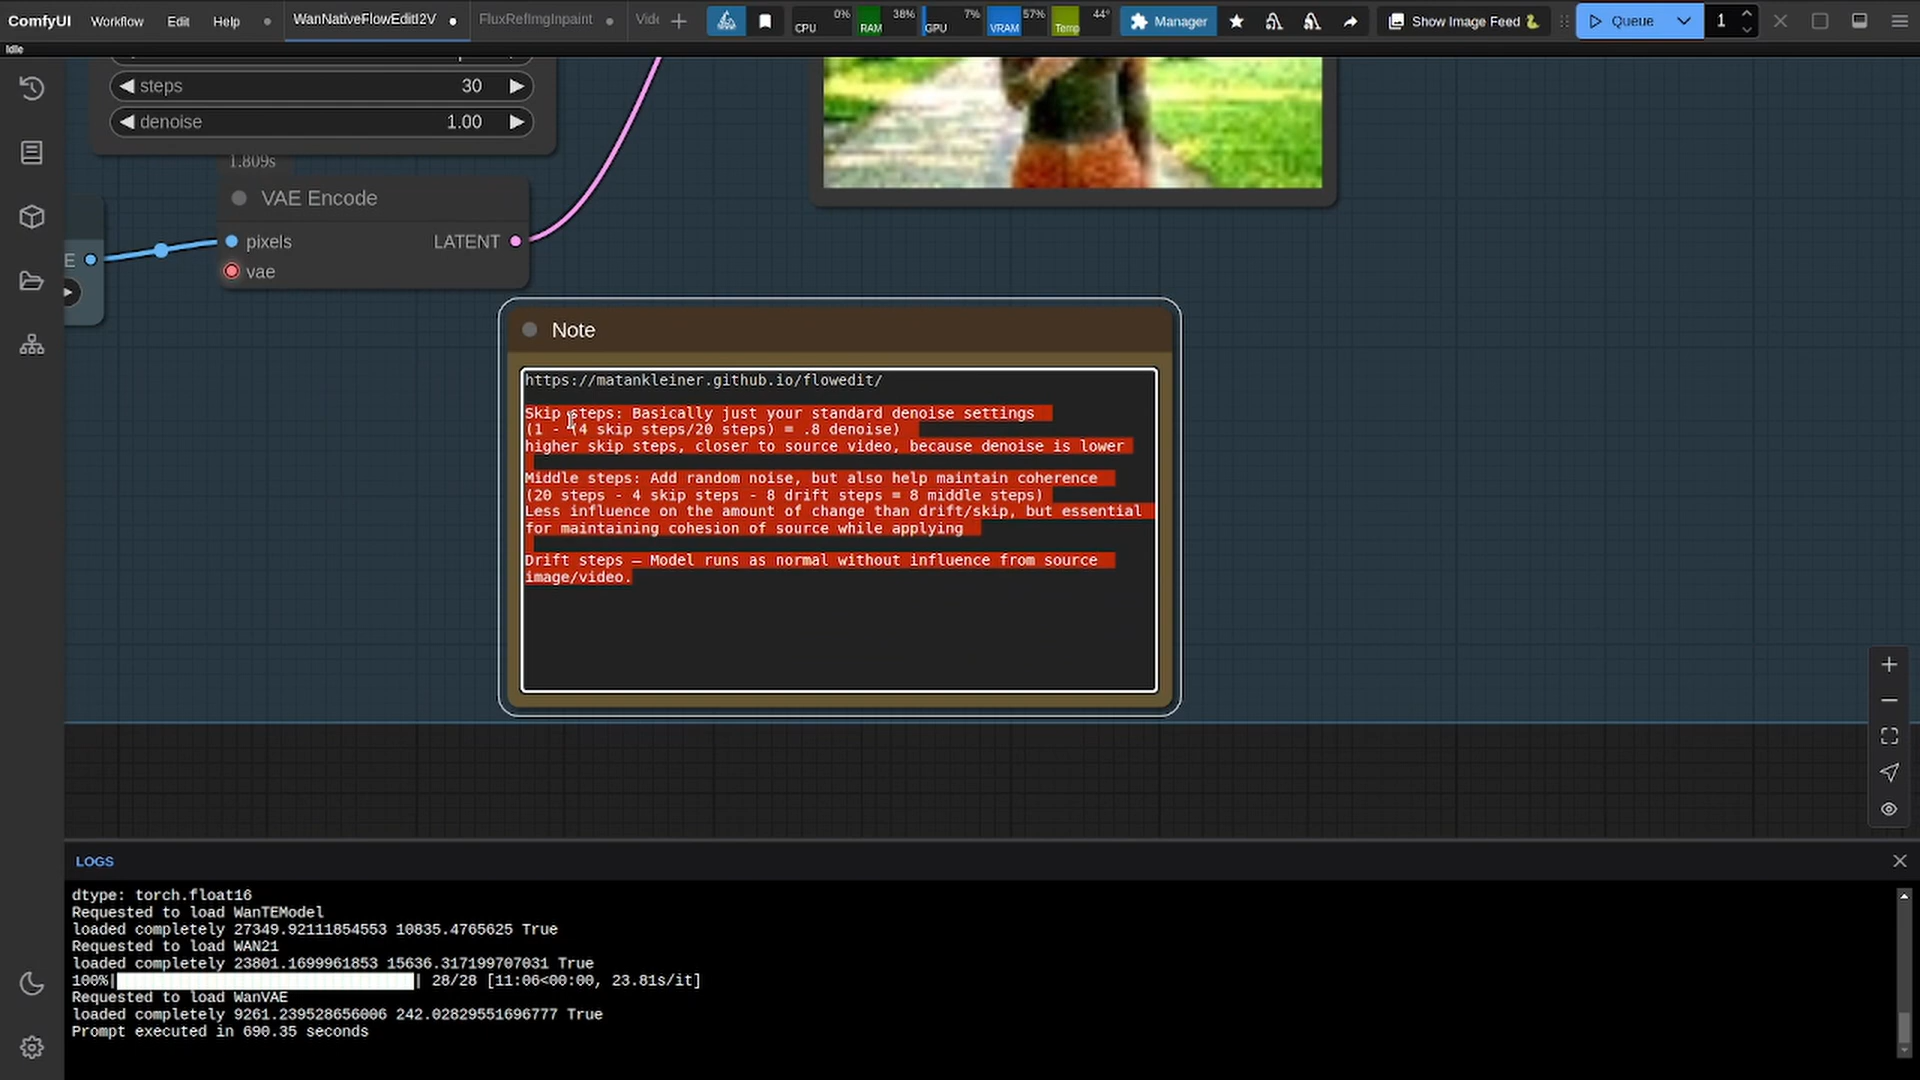 ComfyUI Workflow Edit Help WanNativeFlowEditI2V FluxRefImgInpaint Vid CPU 0% RAM 38% GPU 7% VRAM 57% Temp 44° Manager Show Image Feed Queue 1
Idle
steps 30
denoise 1.00
1.809s
VAE Encode
pixels LATENT
E
vae
Note
https://matankleiner.github.io/flowedit/
Skip steps: Basically just your standard denoise settings
(1 - (4 skip steps/20 steps) = .8 denoise)
higher skip steps, closer to source video, because denoise is lower
Middle steps: Add random noise, but also help maintain coherence
(20 steps - 4 skip steps - 8 drift steps = 8 middle steps)
Less influence on the amount of change than drift/skip, but essential
for maintaining cohesion of source while applying
Drift steps — Model runs as normal without influence from source
image/video.
LOGS
dtype: torch.float16
Requested to load WanTEModel
loaded completely 27349.92111854553 10835.4765625 True
Requested to load WAN21
loaded completely 23801.1699961853 15636.317199707031 True
100%| | 28/28 [11:06<00:00, 23.81s/it]
Requested to load WanVAE
loaded completely 9261.239528656006 242.02829551696777 True
Prompt executed in 690.35 seconds